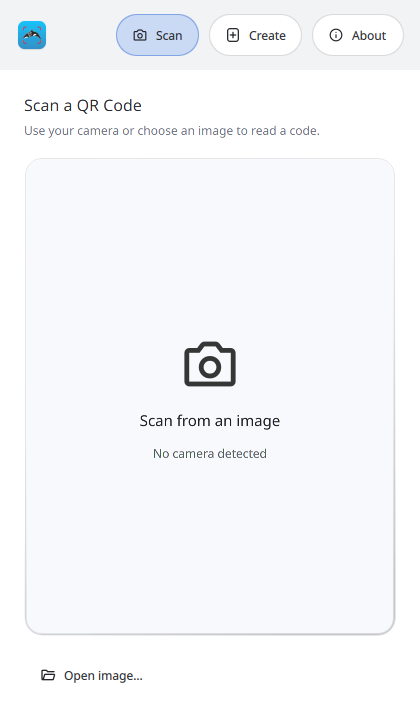 Scan
Create
About
Scan a QR Code
Use your camera or choose an image to read a code.
Scan from an image
No camera detected
Open image...